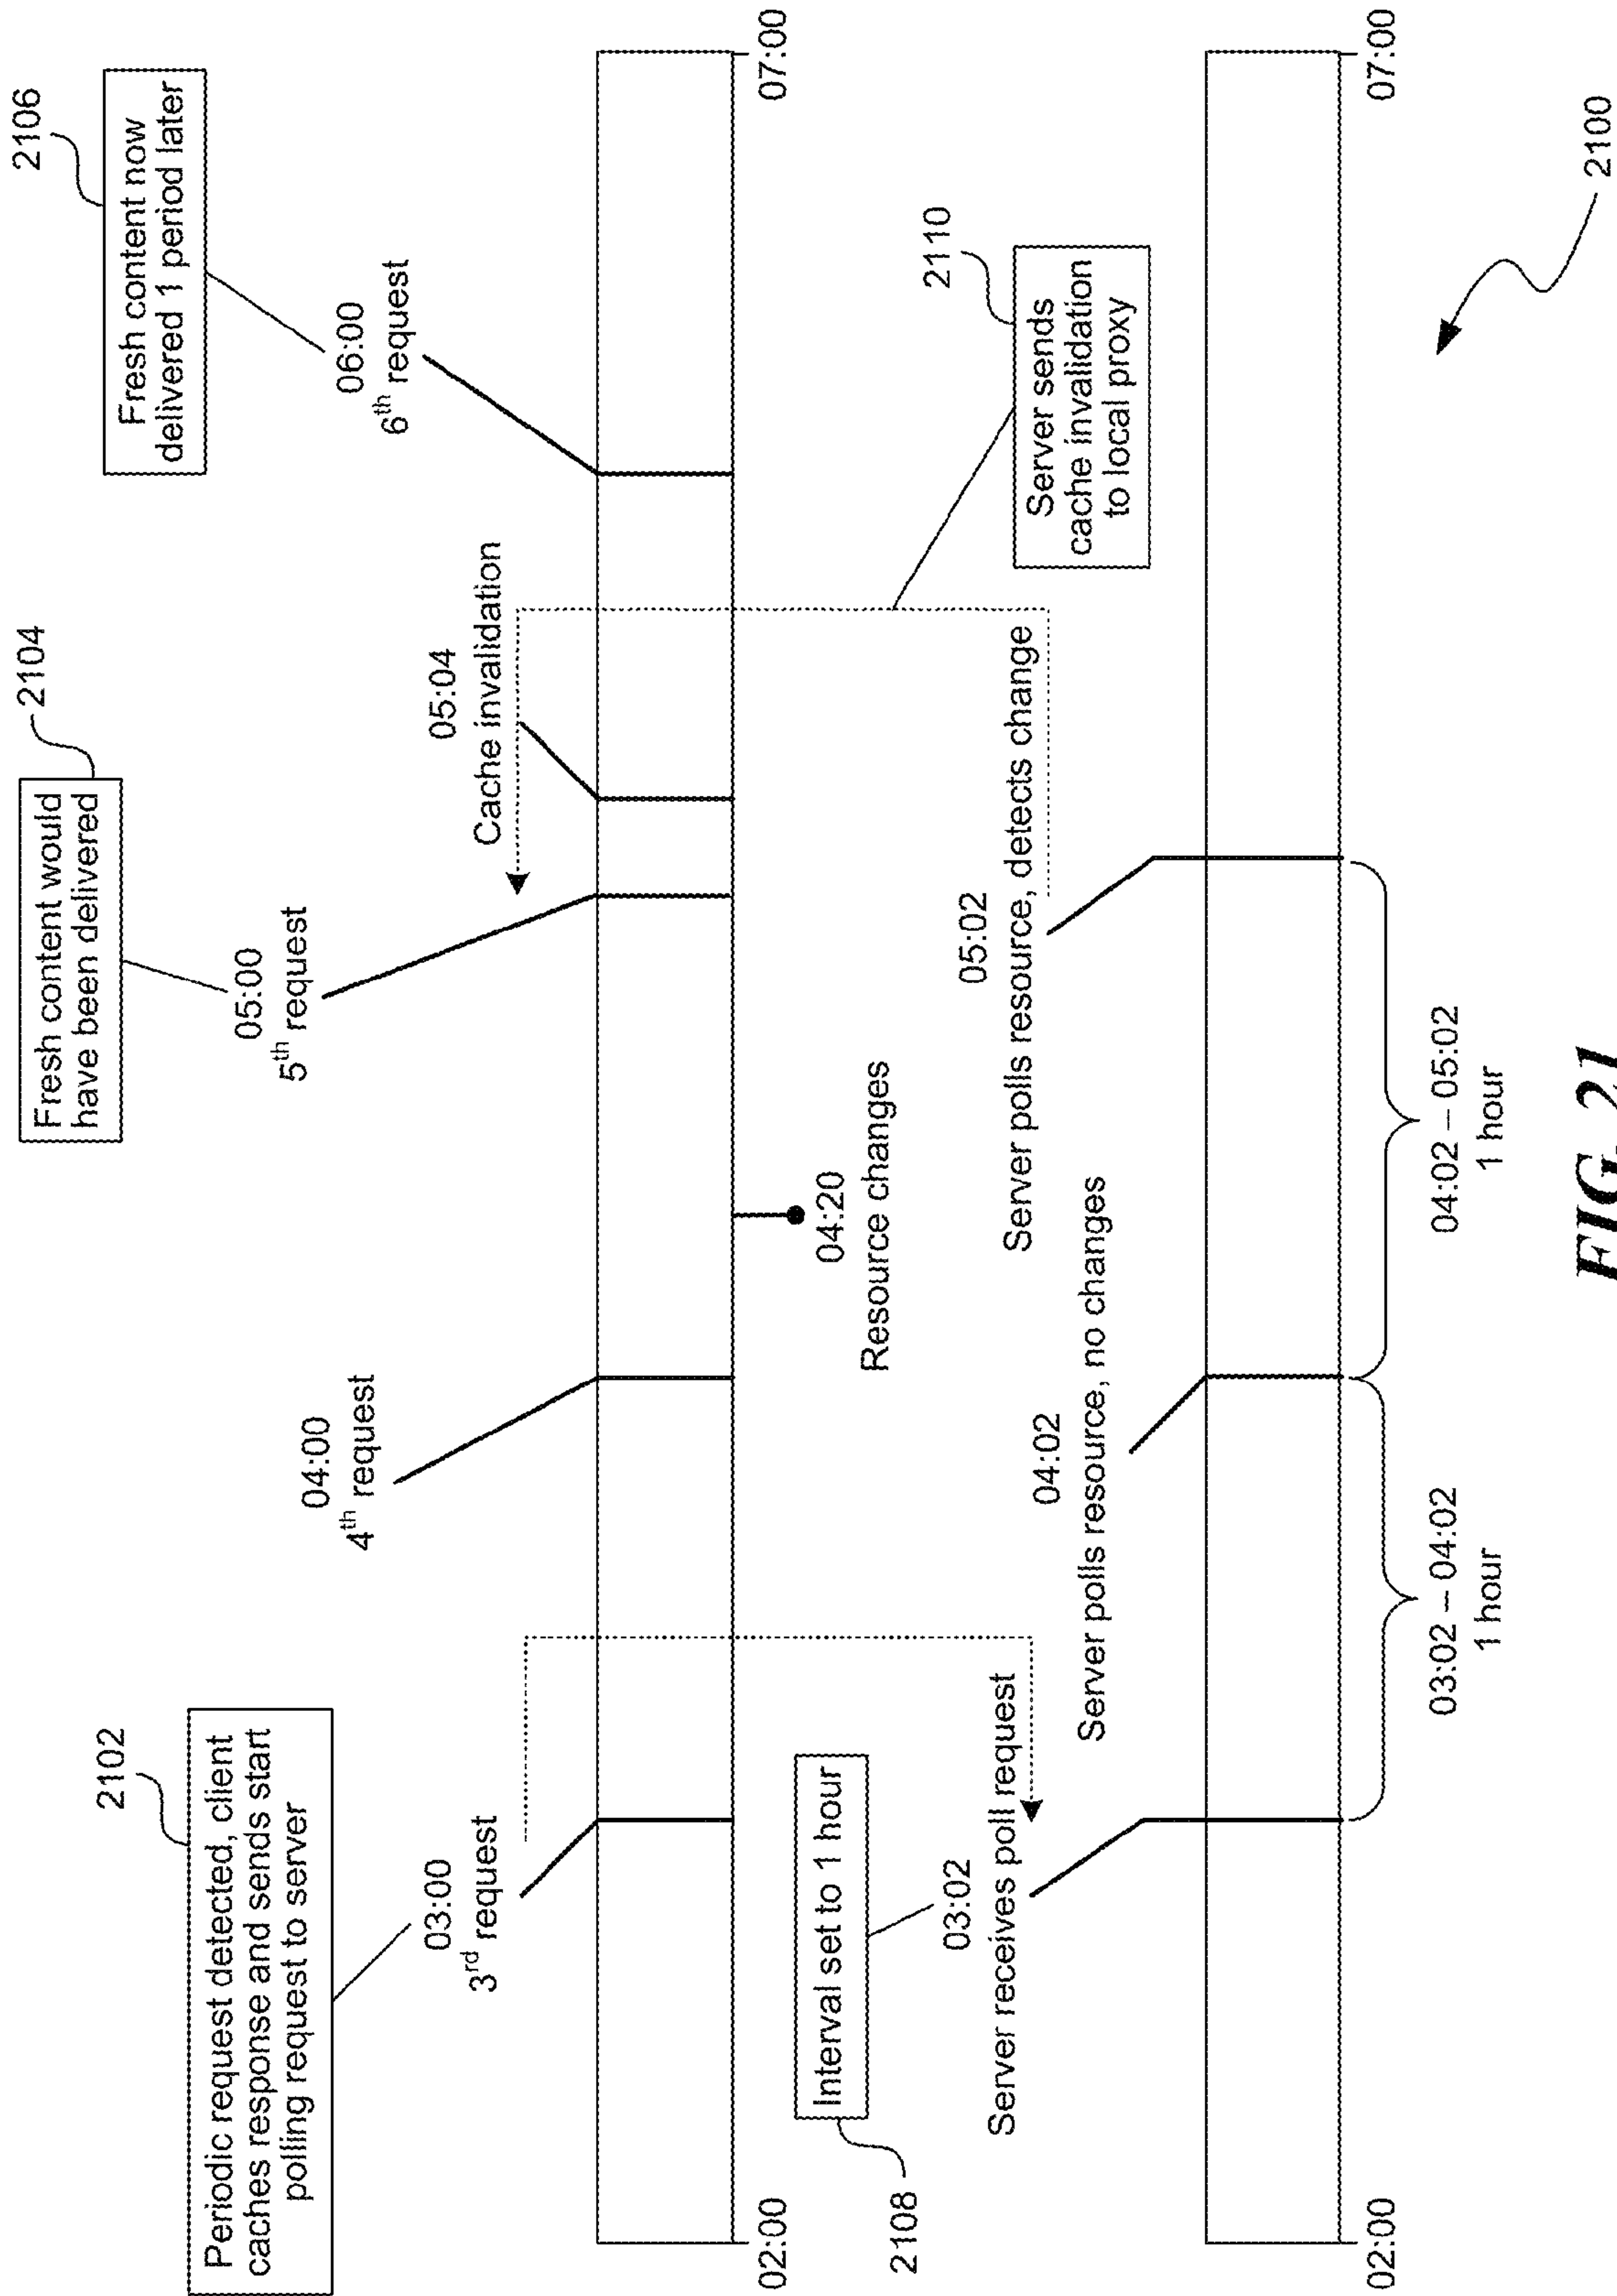 2102
Periodic request detected, client
caches response and sends start
polling request to server
2104
Fresh content would
have been delivered
2106
Fresh content now
delivered 1 period later
03:00
3rd request
04:00
4th request
05:00
5th request
05:04
Cache invalidation
06:00
6th request
02:00
07:00
04:20
Resource changes
2108
Interval set to 1 hour
03:02
Server receives poll request
04:02
Server polls resource, no changes
05:02
Server polls resource, detects change
2110
Server sends
cache invalidation
to local proxy
02:00
07:00
03:02 – 04:02
1 hour
04:02 – 05:02
1 hour
2100
FIG. 21